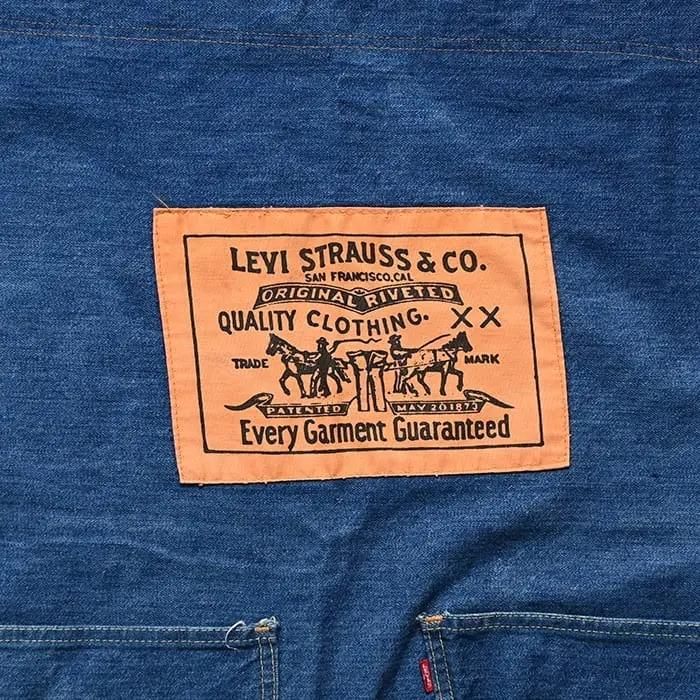 LEVI STRAUSS & CO.
SAN FRANCISCO, CAL
ORIGINAL RIVETED
QUALITY CLOTHING. XX
TRADE MARK
PATENTED MAY 20 1873
Every Garment Guaranteed